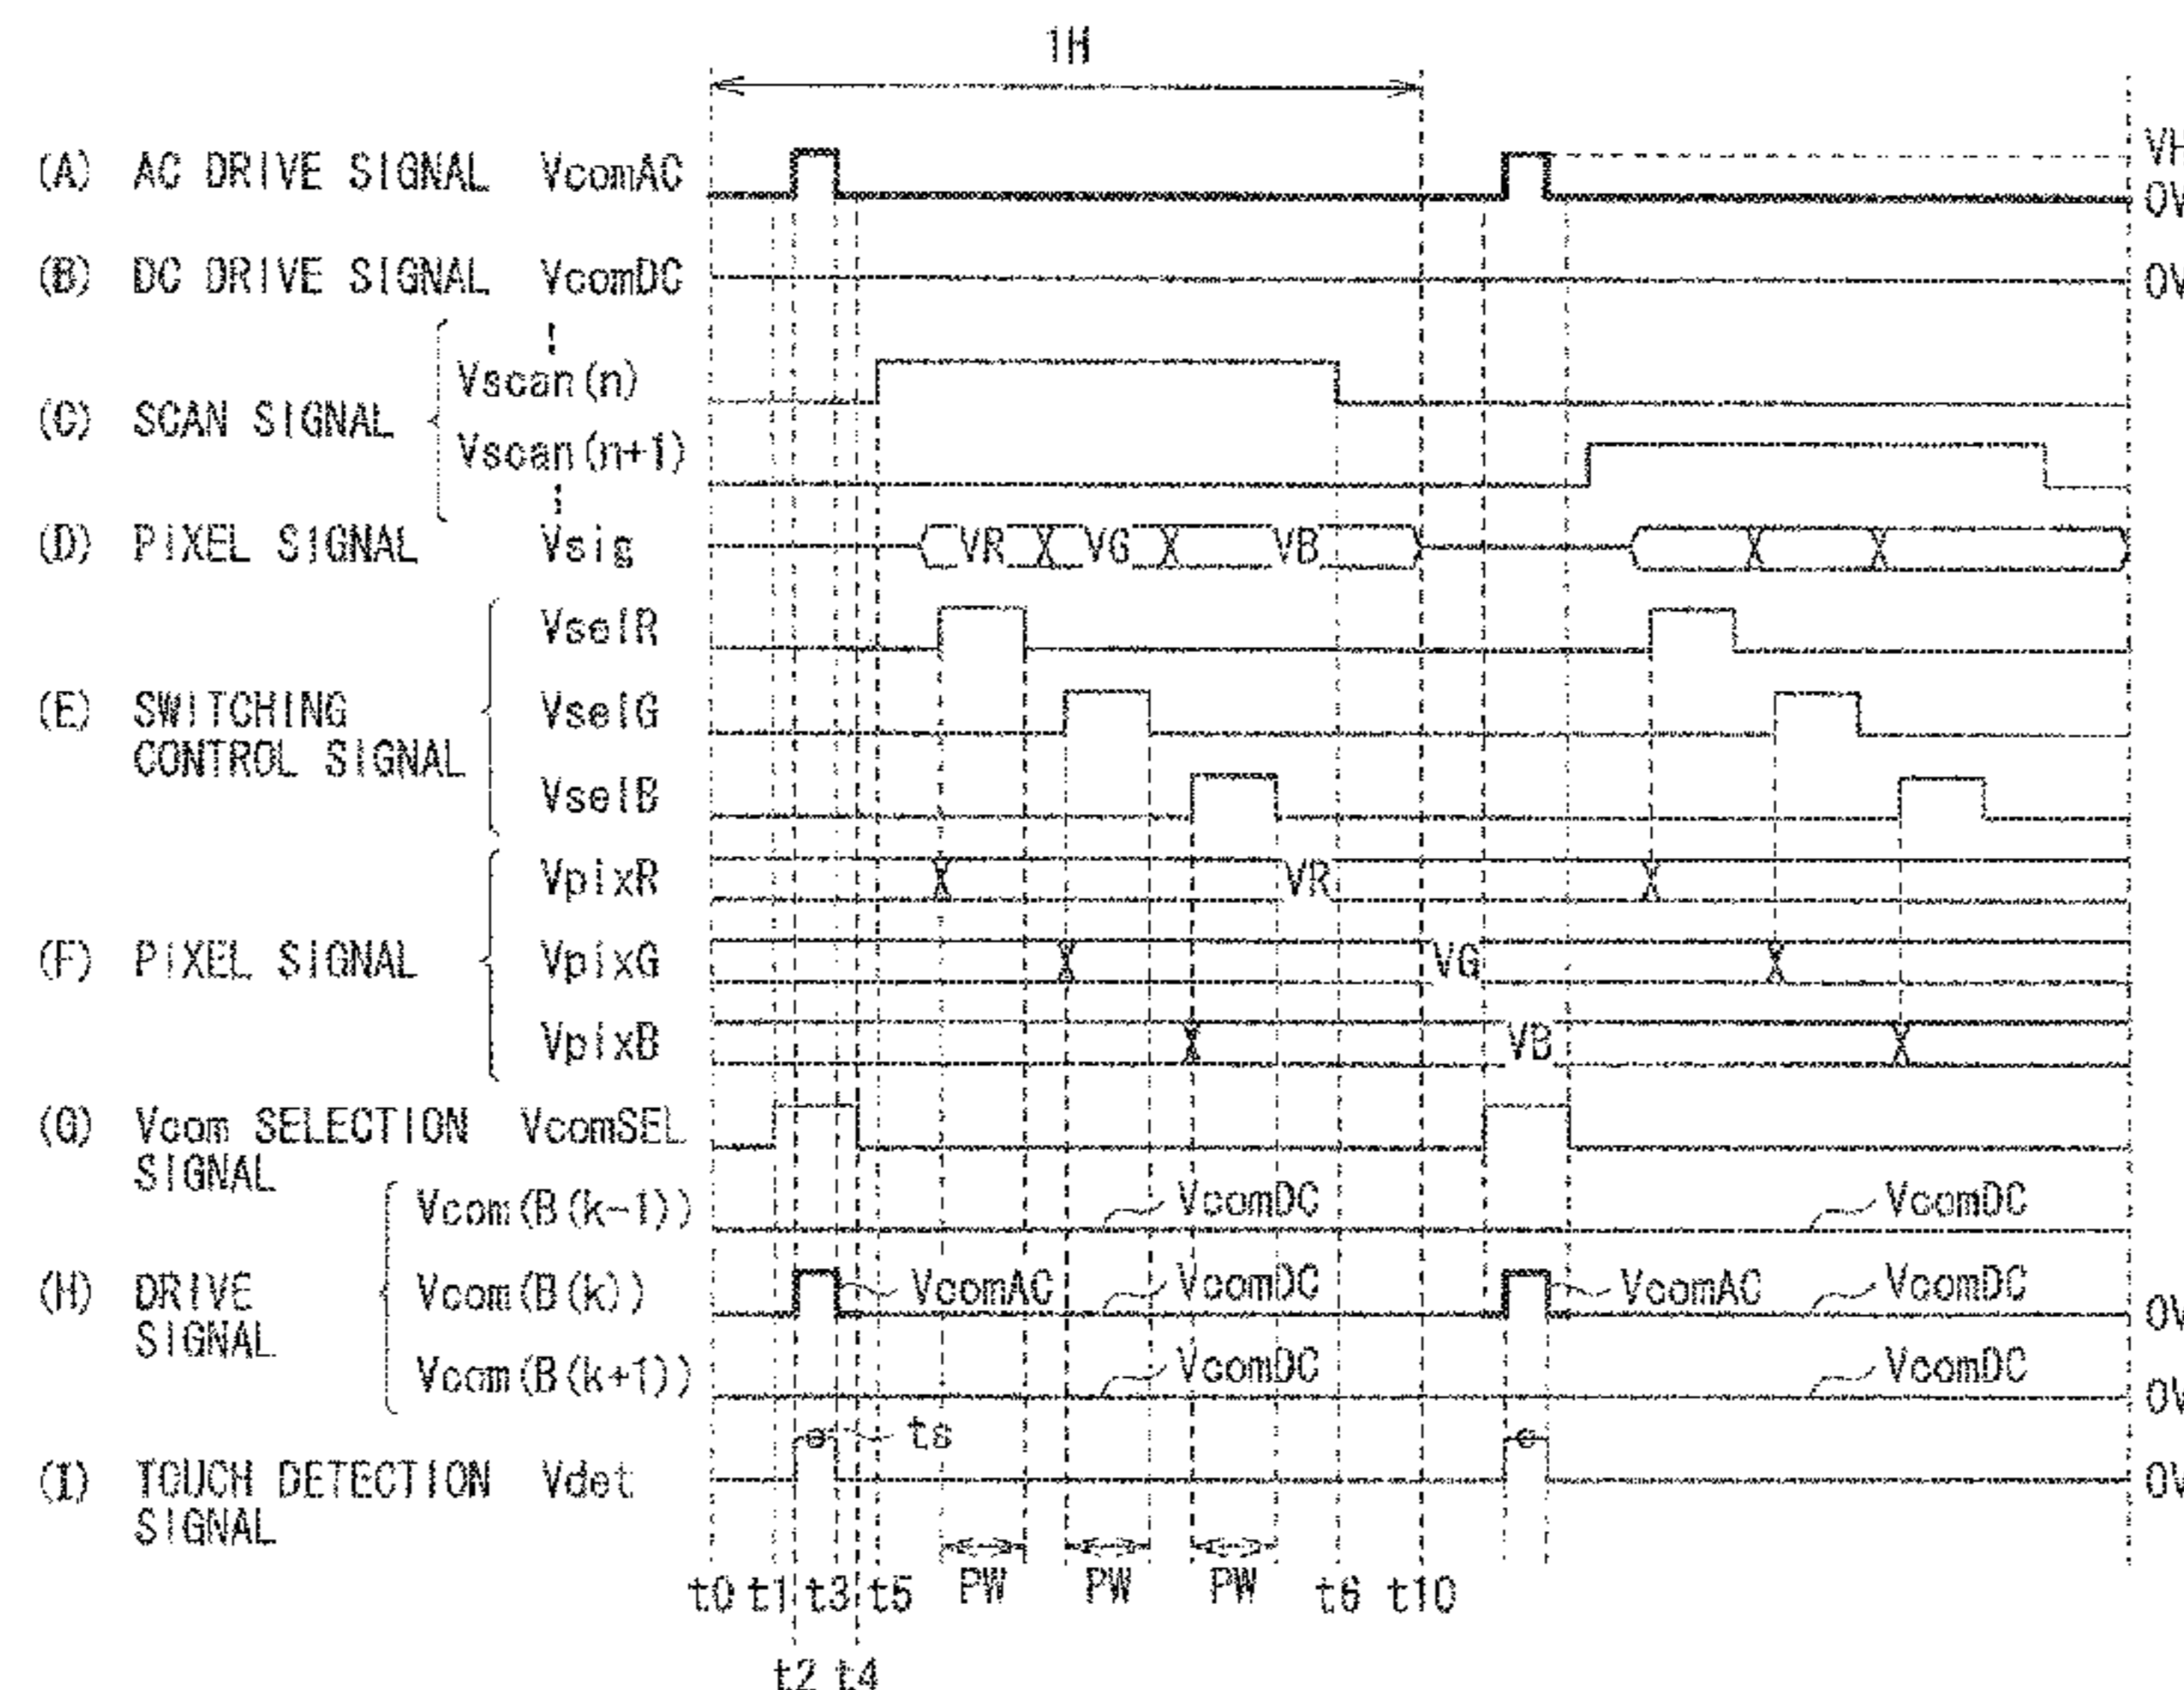 1H
(A) AC DRIVE SIGNAL VcomAC
0V
(B) DC DRIVE SIGNAL VcomDC
0V
(C) SCAN SIGNAL
Vscan(n)
Vscan(n+1)
(D) PIXEL SIGNAL Vsig
VR VG VB
(E) SWITCHING
CONTROL SIGNAL
VselR
VselG
VselB
(F) PIXEL SIGNAL
VpixR VR
VpixG VG
VpixB VB
(G) Vcom SELECTION VcomSEL
SIGNAL
(H) DRIVE
SIGNAL
Vcom(B(k-1)) VcomDC VcomDC
Vcom(B(k)) VcomAC VcomDC VcomAC VcomDC 0V
Vcom(B(k+1)) VcomDC VcomDC 0V
ts
(I) TOUCH DETECTION Vdet
SIGNAL
0V
PW PW PW
t0 t1 t3 t5 t6 t10
t2 t4